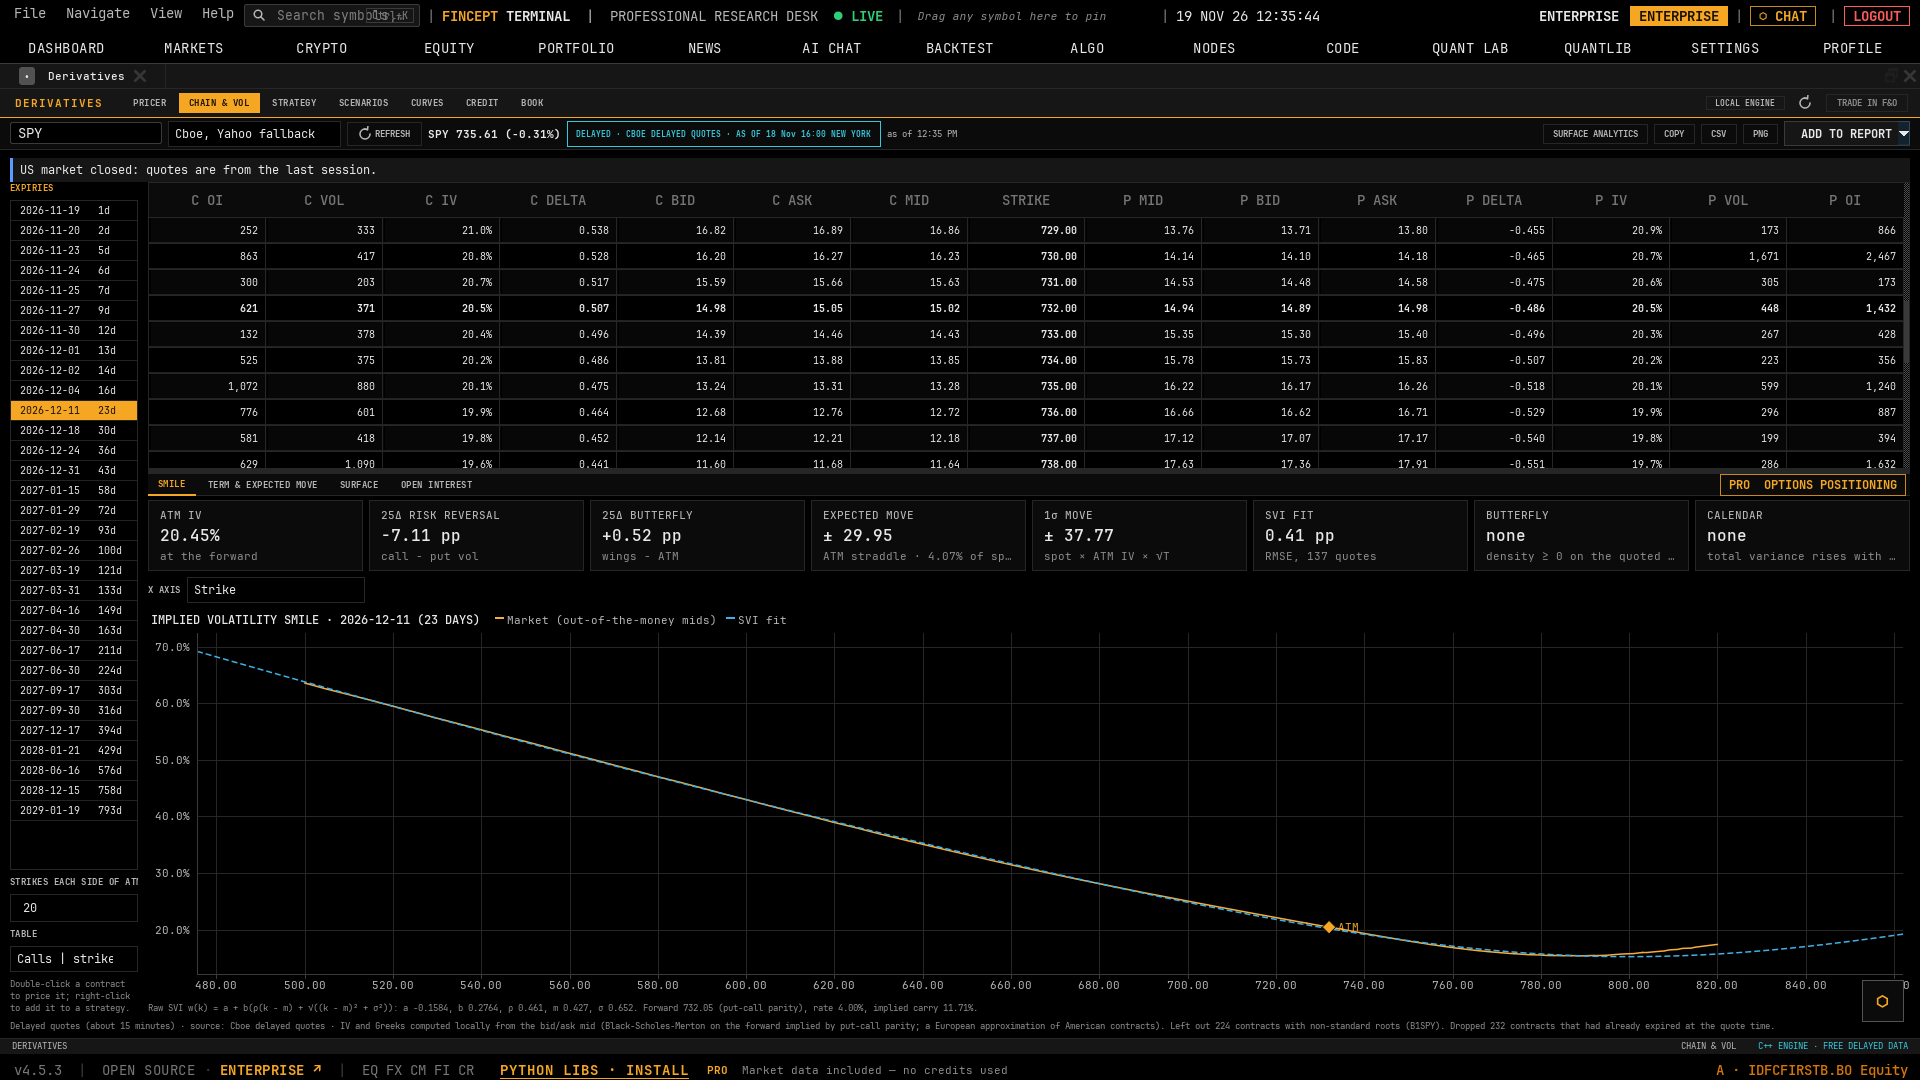 File Navigate View Help Search symbols… | FINCEPT TERMINAL | PROFESSIONAL RESEARCH DESK ● LIVE | Drag any symbol here to pin | 19 NOV 26 12:35:44 ENTERPRISE ENTERPRISE | CHAT | LOGOUT
DASHBOARD MARKETS CRYPTO EQUITY PORTFOLIO NEWS AI CHAT BACKTEST ALGO NODES CODE QUANT LAB QUANTLIB SETTINGS PROFILE
Derivatives
DERIVATIVES PRICER CHAIN & VOL STRATEGY SCENARIOS CURVES CREDIT BOOK LOCAL ENGINE TRADE IN F&O
SPY Cboe, Yahoo fallback REFRESH SPY 735.61 (-0.31%) DELAYED · CBOE DELAYED QUOTES · AS OF 18 Nov 16:00 NEW YORK as of 12:35 PM SURFACE ANALYTICS COPY CSV PNG ADD TO REPORT
US market closed: quotes are from the last session.
EXPIRIES
2026-11-19 1d
2026-11-20 2d
2026-11-23 5d
2026-11-24 6d
2026-11-25 7d
2026-11-27 9d
2026-11-30 12d
2026-12-01 13d
2026-12-02 14d
2026-12-04 16d
2026-12-11 23d
2026-12-18 30d
2026-12-24 36d
2026-12-31 43d
2027-01-15 58d
2027-01-29 72d
2027-02-19 93d
2027-02-26 100d
2027-03-19 121d
2027-03-31 133d
2027-04-16 149d
2027-04-30 163d
2027-06-17 211d
2027-06-30 224d
2027-09-17 303d
2027-09-30 316d
2027-12-17 394d
2028-01-21 429d
2028-06-16 576d
2028-12-15 758d
2029-01-19 793d
STRIKES EACH SIDE OF ATM
20
TABLE
Calls | strike
Double-click a contract
to price it; right-click
to add it to a strategy.
C OI C VOL C IV C DELTA C BID C ASK C MID STRIKE P MID P BID P ASK P DELTA P IV P VOL P OI
252 333 21.0% 0.538 16.82 16.89 16.86 729.00 13.76 13.71 13.80 -0.455 20.9% 173 866
863 417 20.8% 0.528 16.20 16.27 16.23 730.00 14.14 14.10 14.18 -0.465 20.7% 1,671 2,467
300 203 20.7% 0.517 15.59 15.66 15.63 731.00 14.53 14.48 14.58 -0.475 20.6% 305 173
621 371 20.5% 0.507 14.98 15.05 15.02 732.00 14.94 14.89 14.98 -0.486 20.5% 448 1,432
132 378 20.4% 0.496 14.39 14.46 14.43 733.00 15.35 15.30 15.40 -0.496 20.3% 267 428
525 375 20.2% 0.486 13.81 13.88 13.85 734.00 15.78 15.73 15.83 -0.507 20.2% 223 356
1,072 880 20.1% 0.475 13.24 13.31 13.28 735.00 16.22 16.17 16.26 -0.518 20.1% 599 1,240
776 601 19.9% 0.464 12.68 12.76 12.72 736.00 16.66 16.62 16.71 -0.529 19.9% 296 887
581 418 19.8% 0.452 12.14 12.21 12.18 737.00 17.12 17.07 17.17 -0.540 19.8% 199 394
629 1,090 19.6% 0.441 11.60 11.68 11.64 738.00 17.63 17.36 17.91 -0.551 19.7% 286 1,632
SMILE TERM & EXPECTED MOVE SURFACE OPEN INTEREST PRO OPTIONS POSITIONING
ATM IV
20.45%
at the forward
25Δ RISK REVERSAL
-7.11 pp
call - put vol
25Δ BUTTERFLY
+0.52 pp
wings - ATM
EXPECTED MOVE
± 29.95
ATM straddle · 4.07% of sp…
1σ MOVE
± 37.77
spot × ATM IV × √T
SVI FIT
0.41 pp
RMSE, 137 quotes
BUTTERFLY
none
density ≥ 0 on the quoted …
CALENDAR
none
total variance rises with …
X AXIS Strike
IMPLIED VOLATILITY SMILE · 2026-12-11 (23 DAYS) Market (out-of-the-money mids) SVI fit
70.0%
60.0%
50.0%
40.0%
30.0%
20.0%
ATM
480.00 500.00 520.00 540.00 560.00 580.00 600.00 620.00 640.00 660.00 680.00 700.00 720.00 740.00 760.00 780.00 800.00 820.00 840.00
Raw SVI w(k) = a + b(ρ(k - m) + √((k - m)² + σ²)): a -0.1584, b 0.2764, ρ 0.461, m 0.427, σ 0.652. Forward 732.05 (put-call parity), rate 4.00%, implied carry 11.71%.
Delayed quotes (about 15 minutes) · source: Cboe delayed quotes · IV and Greeks computed locally from the bid/ask mid (Black-Scholes-Merton on the forward implied by put-call parity; a European approximation of American contracts). Left out 224 contracts with non-standard roots (B1SPY). Dropped 232 contracts that had already expired at the quote time.
DERIVATIVES CHAIN & VOL C++ ENGINE · FREE DELAYED DATA
v4.5.3 | OPEN SOURCE · ENTERPRISE ↗ | EQ FX CM FI CR PYTHON LIBS · INSTALL PRO Market data included — no credits used A · IDFCFIRSTB.BO Equity